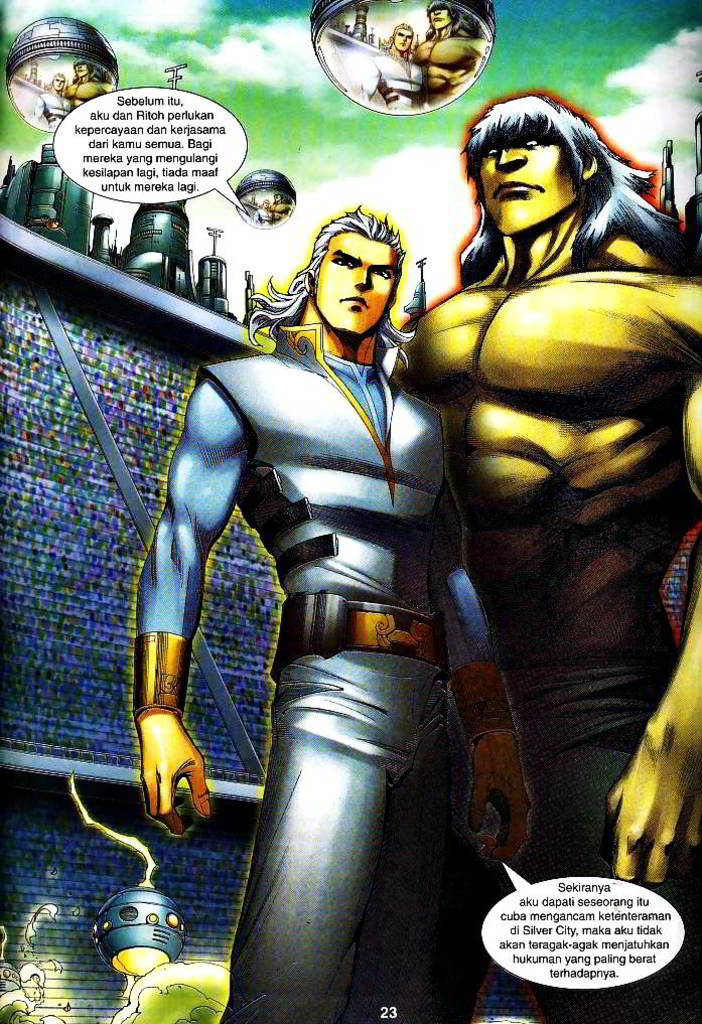 Sebelum itu,
aku dan Ritoh perlukan
kepercayaan dan kerjasama
dari kamu semua. Bagi
mereka yang mengulangi
kesilapan lagi, tiada maaf
untuk mereka lagi.
Sekiranya
aku dapati seseorang itu
cuba mengancam ketenteraman
di Silver City, maka aku tidak
akan teragak-agak menjatuhkan
hukuman yang paling berat
terhadapnya.
23